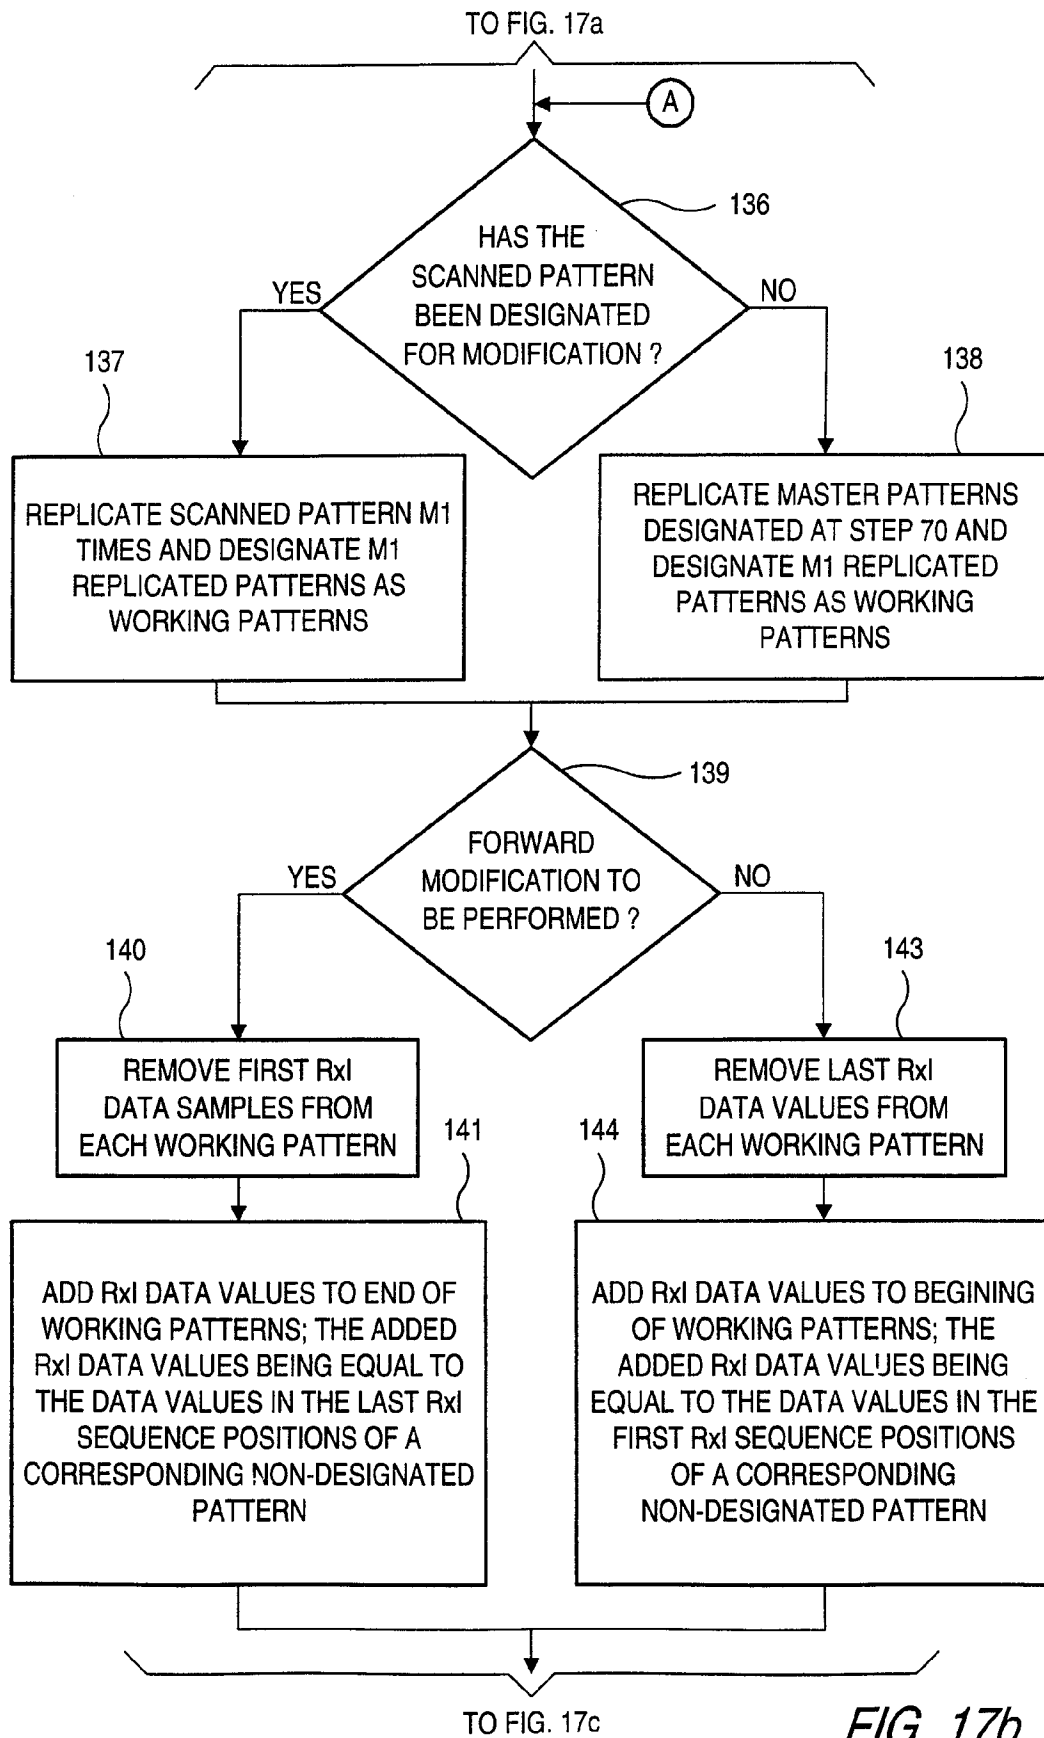 TO FIG. 17a
A
136
HAS THE
SCANNED PATTERN
BEEN DESIGNATED
FOR MODIFICATION ?
YES
NO
137
138
REPLICATE SCANNED PATTERN M1
TIMES AND DESIGNATE M1
REPLICATED PATTERNS AS
WORKING PATTERNS
REPLICATE MASTER PATTERNS
DESIGNATED AT STEP 70 AND
DESIGNATE M1 REPLICATED
PATTERNS AS WORKING
PATTERNS
139
FORWARD
MODIFICATION TO
BE PERFORMED ?
YES
NO
140
143
REMOVE FIRST RxI
DATA SAMPLES FROM
EACH WORKING PATTERN
REMOVE LAST RxI
DATA VALUES FROM
EACH WORKING PATTERN
141
144
ADD RxI DATA VALUES TO END OF
WORKING PATTERNS; THE ADDED
RxI DATA VALUES BEING EQUAL TO
THE DATA VALUES IN THE LAST RxI
SEQUENCE POSITIONS OF A
CORRESPONDING NON-DESIGNATED
PATTERN
ADD RxI DATA VALUES TO BEGINING
OF WORKING PATTERNS; THE
ADDED RxI DATA VALUES BEING
EQUAL TO THE DATA VALUES IN THE
FIRST RxI SEQUENCE POSITIONS
OF A CORRESPONDING
NON-DESIGNATED PATTERN
TO FIG. 17c
FIG. 17b